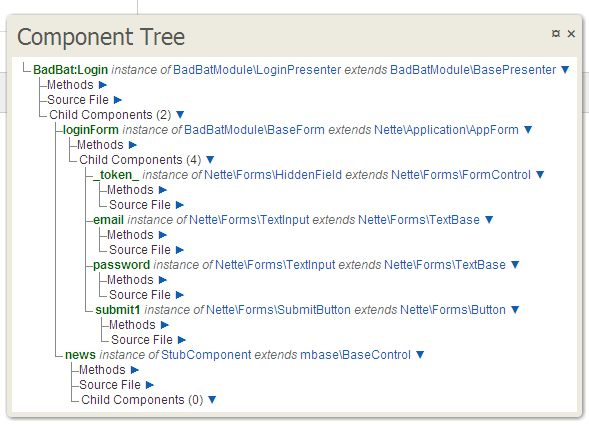 Component Tree
BadBat:Login instance of BadBatModule\LoginPresenter extends BadBatModule\BasePresenter ▼
Methods ►
Source File ►
Child Components (2) ▼
loginForm instance of BadBatModule\BaseForm extends Nette\Application\AppForm ▼
Methods ►
Child Components (4) ▼
_token_ instance of Nette\Forms\HiddenField extends Nette\Forms\FormControl ▼
Methods ►
Source File ►
email instance of Nette\Forms\TextInput extends Nette\Forms\TextBase ▼
Methods ►
Source File ►
password instance of Nette\Forms\TextInput extends Nette\Forms\TextBase ▼
Methods ►
Source File ►
submit1 instance of Nette\Forms\SubmitButton extends Nette\Forms\Button ▼
Methods ►
Source File ►
news instance of StubComponent extends mbase\BaseControl ▼
Methods ►
Source File ►
Child Components (0) ▼